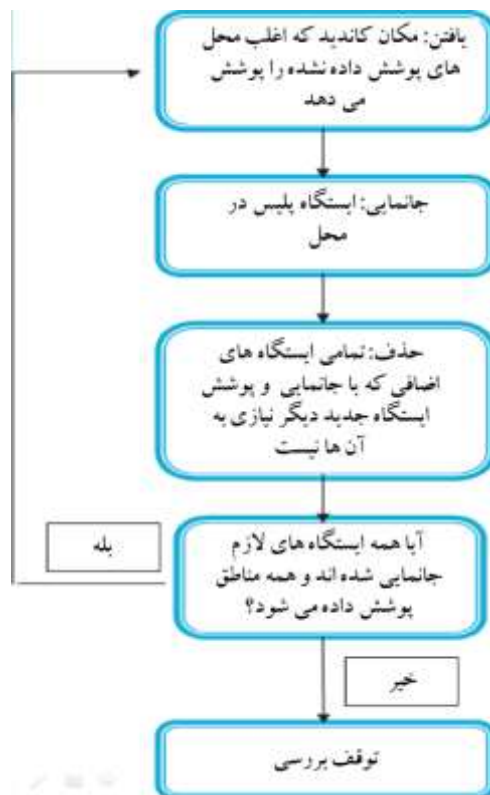 یافتن: مکان کاندید که اغلب محل
های پوشش داده نشده را پوشش
می دهد
جانمایی: ایستگاه پلیس در
محل
حذف: تمامی ایستگاه های
اضافی که با جانمایی و پوشش
ایستگاه جدید دیگر نیازی به
آن ها نیست
آیا همه ایستگاه های لازم
جانمایی شده اند و همه مناطق
پوشش داده می شود؟
بله
خیر
توقف بررسی